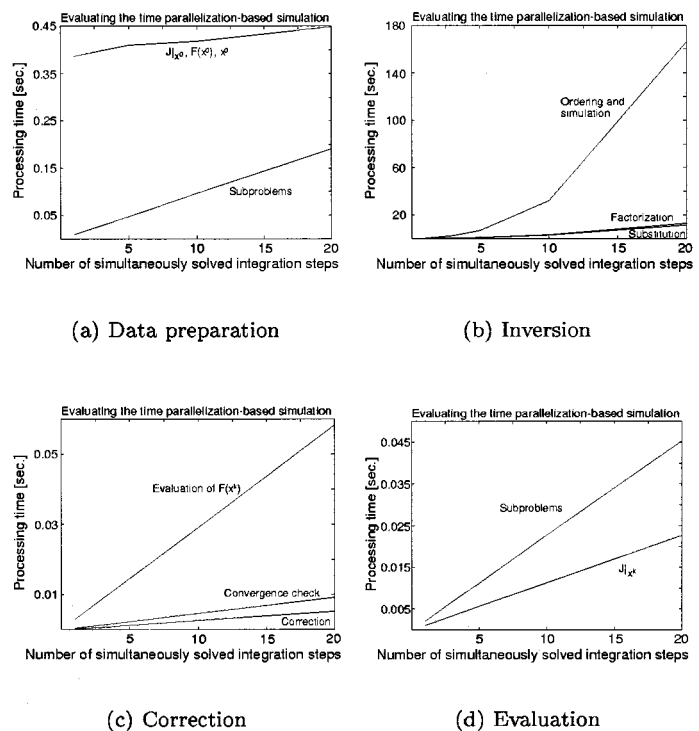 Evaluating the time parallelization-based simulation
Processing time [sec.]
0.45
0.35
0.25
0.15
0.05
J|x⁰, F(x⁰), x⁰
Subproblems
5 10 15 20
Number of simultaneously solved integration steps
(a) Data preparation
Evaluating the time parallelization-based simulation
Processing time [sec.]
180
140
100
60
20
Ordering and
simulation
Factorization
Substitution
5 10 15 20
Number of simultaneously solved integration steps
(b) Inversion
Evaluating the time parallelization-based simulation
Processing time [sec.]
0.05
0.03
0.01
Evaluation of F(xᵏ)
Convergence check
Correction
5 10 15 20
Number of simultaneously solved integration steps
(c) Correction
Evaluating the time parallelization-based simulation
Processing time [sec.]
0.045
0.035
0.025
0.015
0.005
Subproblems
J|xᵏ
5 10 15 20
Number of simultaneously solved integration steps
(d) Evaluation